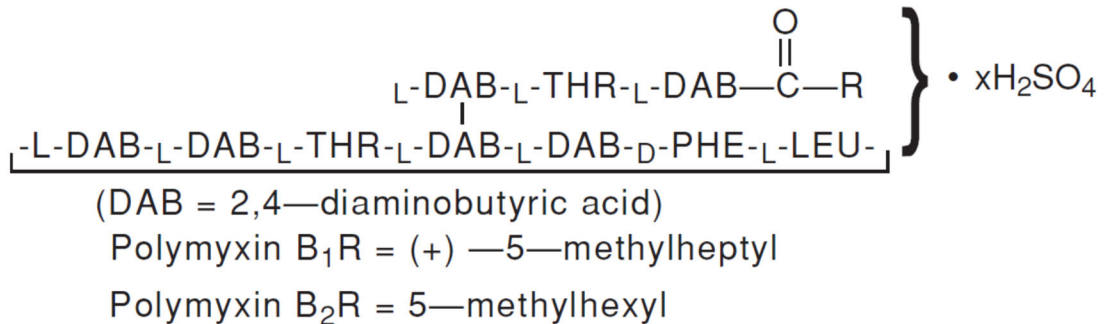 O
L-DAB-L-THR-L-DAB—C—R } • xH₂SO₄
-L-DAB-L-DAB-L-THR-L-DAB-L-DAB-D-PHE-L-LEU-
(DAB = 2,4—diaminobutyric acid)
Polymyxin B₁R = (+) —5—methylheptyl
Polymyxin B₂R = 5—methylhexyl